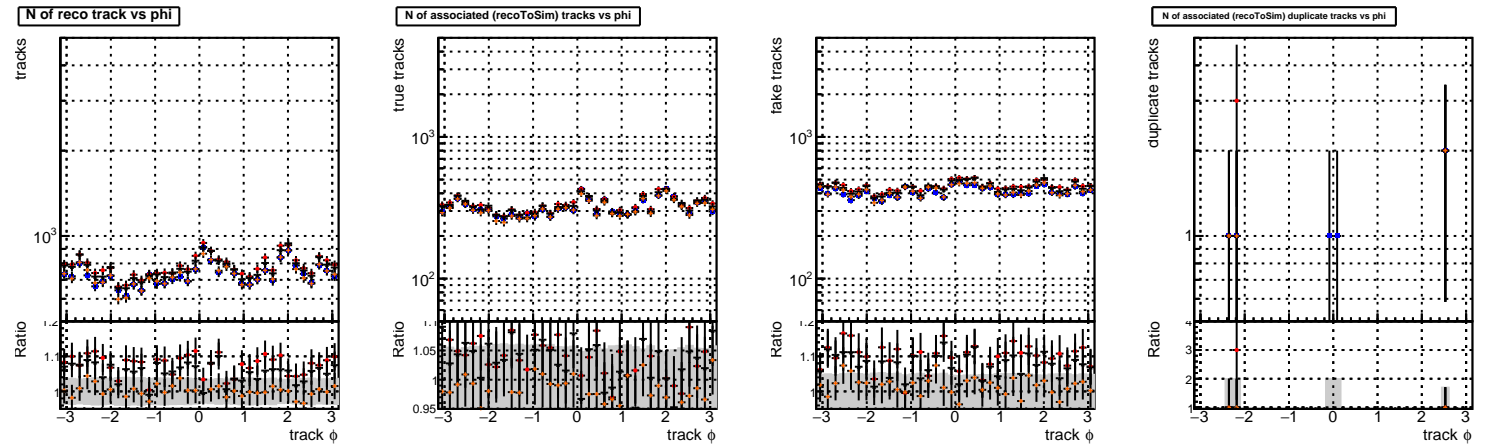 N of reco track vs phi
tracks
10³
Ratio
1.2
1.1
1
−3 −2 −1 0 1 2 3
track ϕ
N of associated (recoToSim) tracks vs phi
true tracks
10³
10²
Ratio
1.1
1.05
1
0.95
−3 −2 −1 0 1 2 3
track ϕ
fake tracks
10³
10²
Ratio
1.2
1.1
1
−3 −2 −1 0 1 2 3
track ϕ
N of associated (recoToSim) duplicate tracks vs phi
duplicate tracks
1
Ratio
4
3
2
1
−3 −2 −1 0 1 2 3
track ϕ